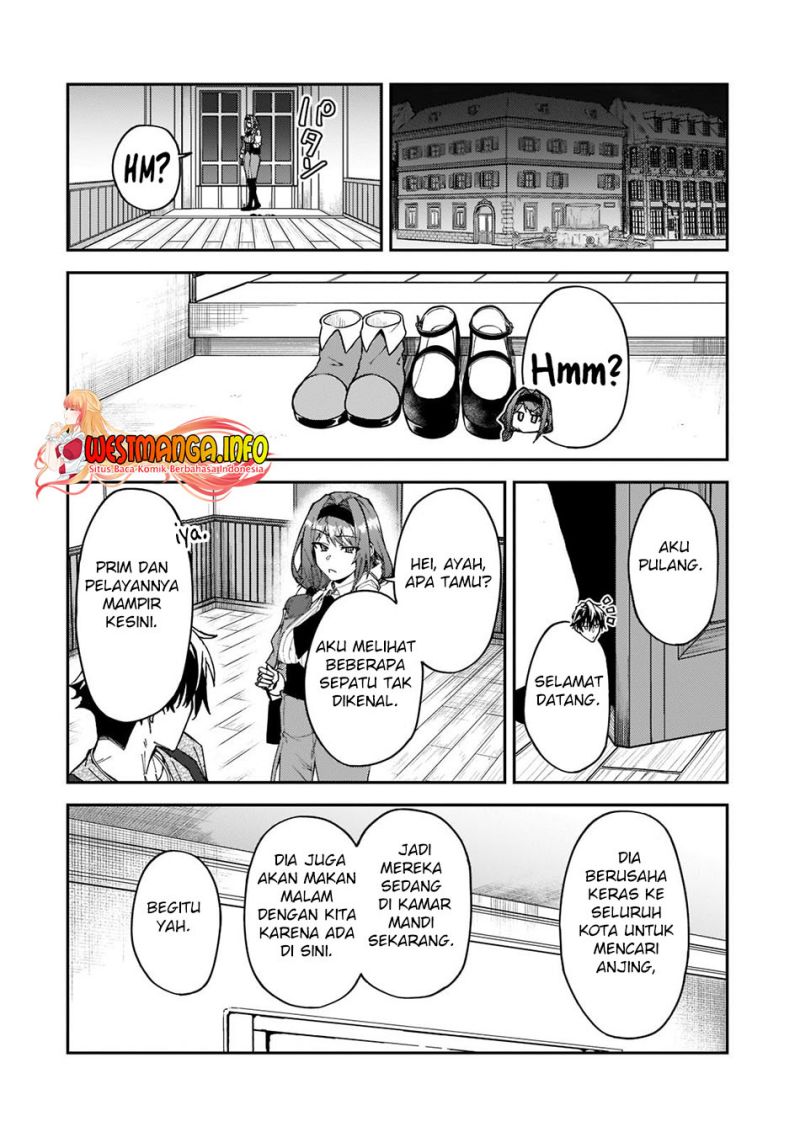 パタン
HM?
Hmm?
WESTMANGA.INFO
Situs Baca Komik Berbahasa Indonesia
AKU
PULANG.
SELAMAT
DATANG.
HEI, AYAH,
APA TAMU?
AKU MELIHAT
BEBERAPA
SEPATU TAK
DIKENAL.
iya.
PRIM DAN
PELAYANNYA
MAMPIR
KESINI.
DIA
BERUSAHA
KERAS KE
SELURUH
KOTA UNTUK
MENCARI
ANJING,
JADI
MEREKA
SEDANG
DI KAMAR
MANDI
SEKARANG.
DIA JUGA
AKAN MAKAN
MALAM
DENGAN KITA
KARENA ADA
DI SINI.
BEGITU
YAH.